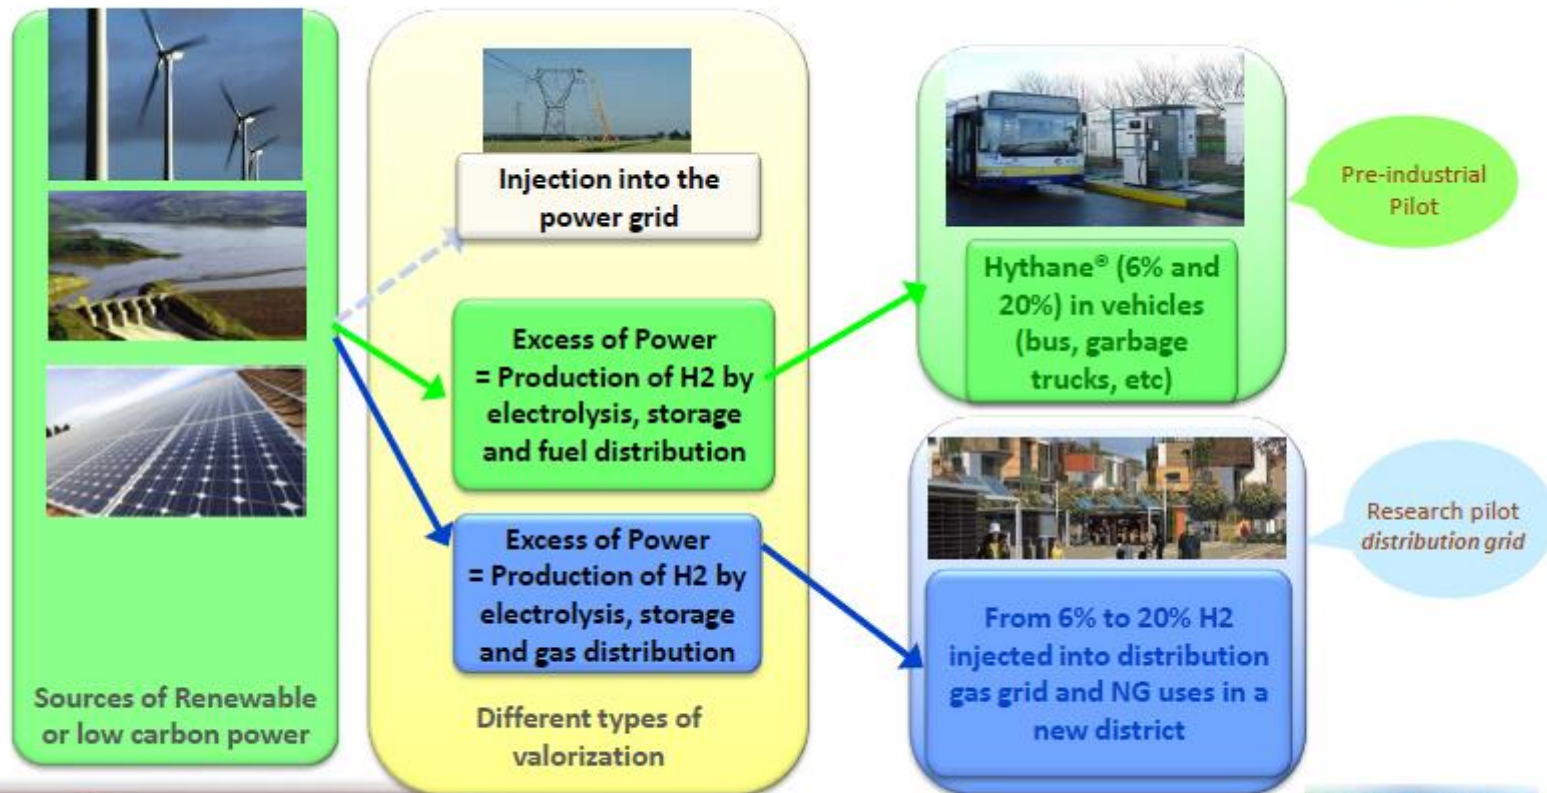 Injection into the
power grid
Excess of Power
= Production of H2 by
electrolysis, storage
and fuel distribution
Excess of Power
= Production of H2 by
electrolysis, storage
and gas distribution
Sources of Renewable
or low carbon power
Different types of
valorization
Hythane® (6% and
20%) in vehicles
(bus, garbage
trucks, etc)
Pre-industrial
Pilot
From 6% to 20% H2
injected into distribution
gas grid and NG uses in a
new district
Research pilot
distribution grid